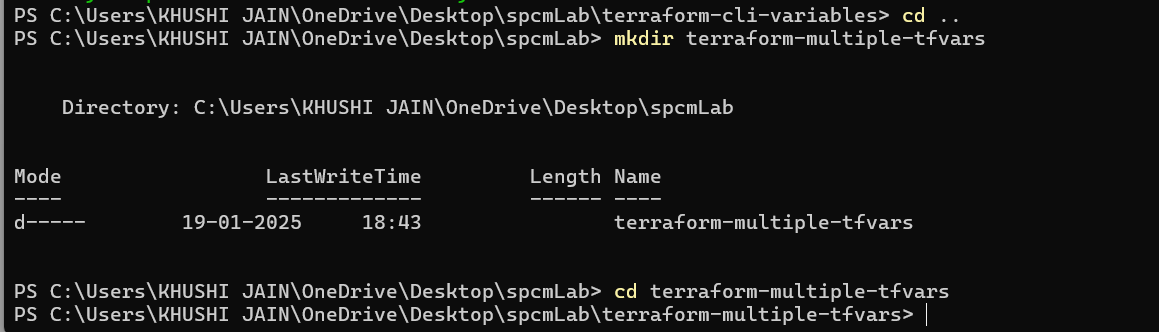 PS C:\Users\KHUSHI JAIN\OneDrive\Desktop\spcmLab\terraform-cli-variables> cd ..
PS C:\Users\KHUSHI JAIN\OneDrive\Desktop\spcmLab> mkdir terraform-multiple-tfvars
Directory: C:\Users\KHUSHI JAIN\OneDrive\Desktop\spcmLab
Mode                 LastWriteTime         Length Name
----                 -------------         ------ ----
d-----        19-01-2025     18:43                terraform-multiple-tfvars
PS C:\Users\KHUSHI JAIN\OneDrive\Desktop\spcmLab> cd terraform-multiple-tfvars
PS C:\Users\KHUSHI JAIN\OneDrive\Desktop\spcmLab\terraform-multiple-tfvars>